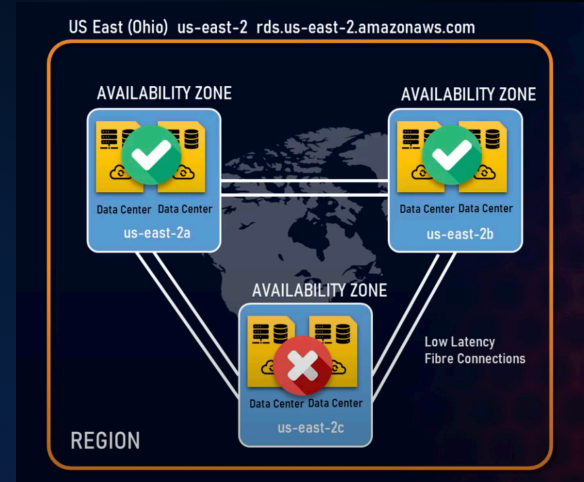 US East (Ohio) us-east-2 rds.us-east-2.amazonaws.com
AVAILABILITY ZONE
AVAILABILITY ZONE
Data Center Data Center
us-east-2a
Data Center Data Center
us-east-2b
AVAILABILITY ZONE
Data Center Data Center
us-east-2c
Low Latency
Fibre Connections
REGION